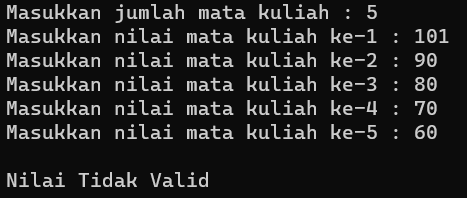 Masukkan jumlah mata kuliah : 5
Masukkan nilai mata kuliah ke-1 : 101
Masukkan nilai mata kuliah ke-2 : 90
Masukkan nilai mata kuliah ke-3 : 80
Masukkan nilai mata kuliah ke-4 : 70
Masukkan nilai mata kuliah ke-5 : 60
Nilai Tidak Valid